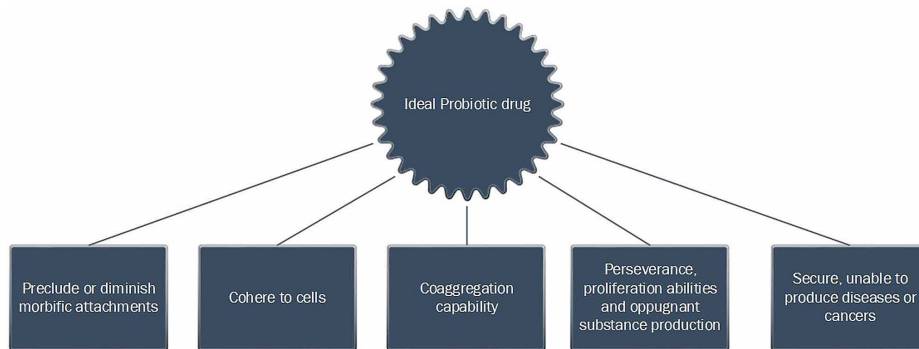 Ideal Probiotic drug
Preclude or diminish
morbific attachments
Cohere to cells
Coaggregation
capability
Perseverance,
proliferation abilities
and oppugnant
substance production
Secure, unable to
produce diseases or
cancers